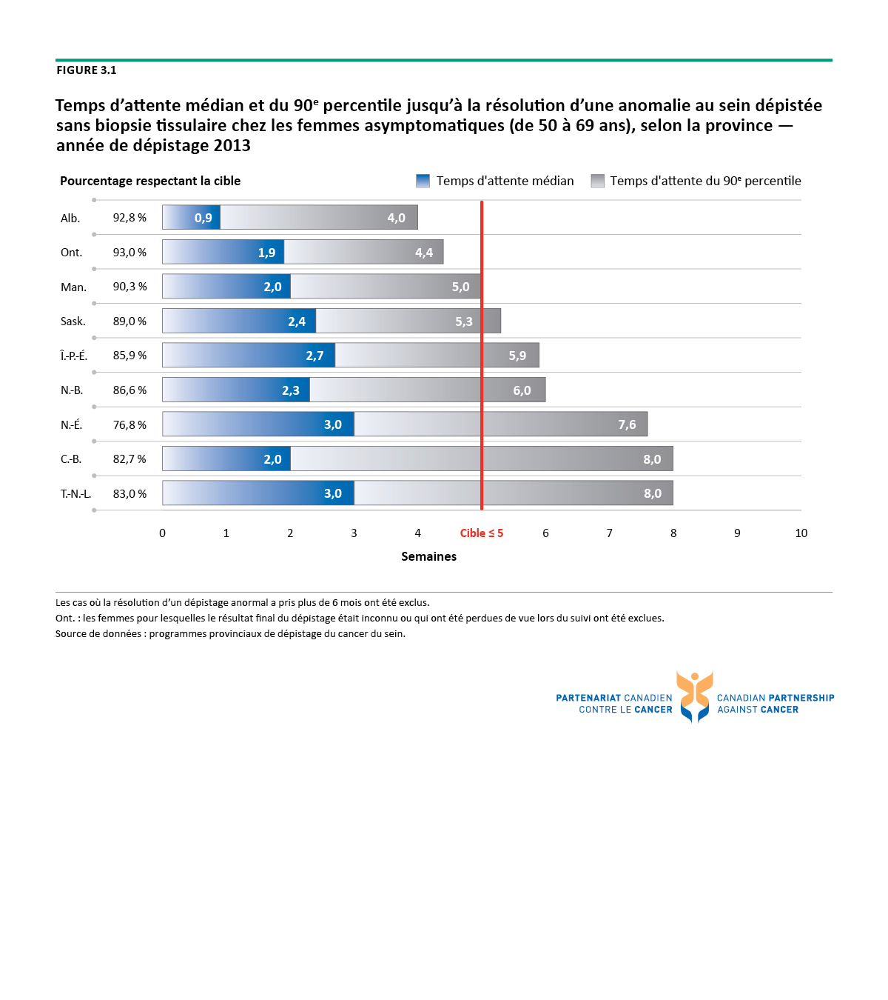 FIGURE 3.1
Temps d’attente médian et du 90e percentile jusqu’à la résolution d’une anomalie au sein dépistée
sans biopsie tissulaire chez les femmes asymptomatiques (de 50 à 69 ans), selon la province —
année de dépistage 2013
Pourcentage respectant la cible
Temps d'attente médian
Temps d'attente du 90e percentile
Alb. 92,8 % 0,9 4,0
Ont. 93,0 % 1,9 4,4
Man. 90,3 % 2,0 5,0
Sask. 89,0 % 2,4 5,3
Î.-P.-É. 85,9 % 2,7 5,9
N.-B. 86,6 % 2,3 6,0
N.-É. 76,8 % 3,0 7,6
C.-B. 82,7 % 2,0 8,0
T.-N.-L. 83,0 % 3,0 8,0
0 1 2 3 4 Cible ≤ 5 6 7 8 9 10
Semaines
Les cas où la résolution d’un dépistage anormal a pris plus de 6 mois ont été exclus.
Ont. : les femmes pour lesquelles le résultat final du dépistage était inconnu ou qui ont été perdues de vue lors du suivi ont été exclues.
Source de données : programmes provinciaux de dépistage du cancer du sein.
PARTENARIAT CANADIEN
CONTRE LE CANCER
CANADIAN PARTNERSHIP
AGAINST CANCER